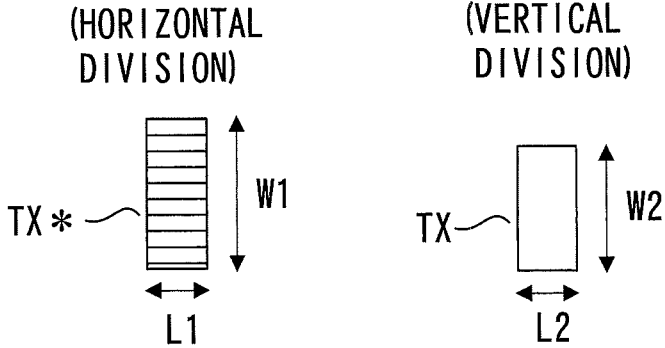 (HORIZONTAL
DIVISION)
(VERTICAL
DIVISION)
W1
TX*
L1
W2
TX
L2